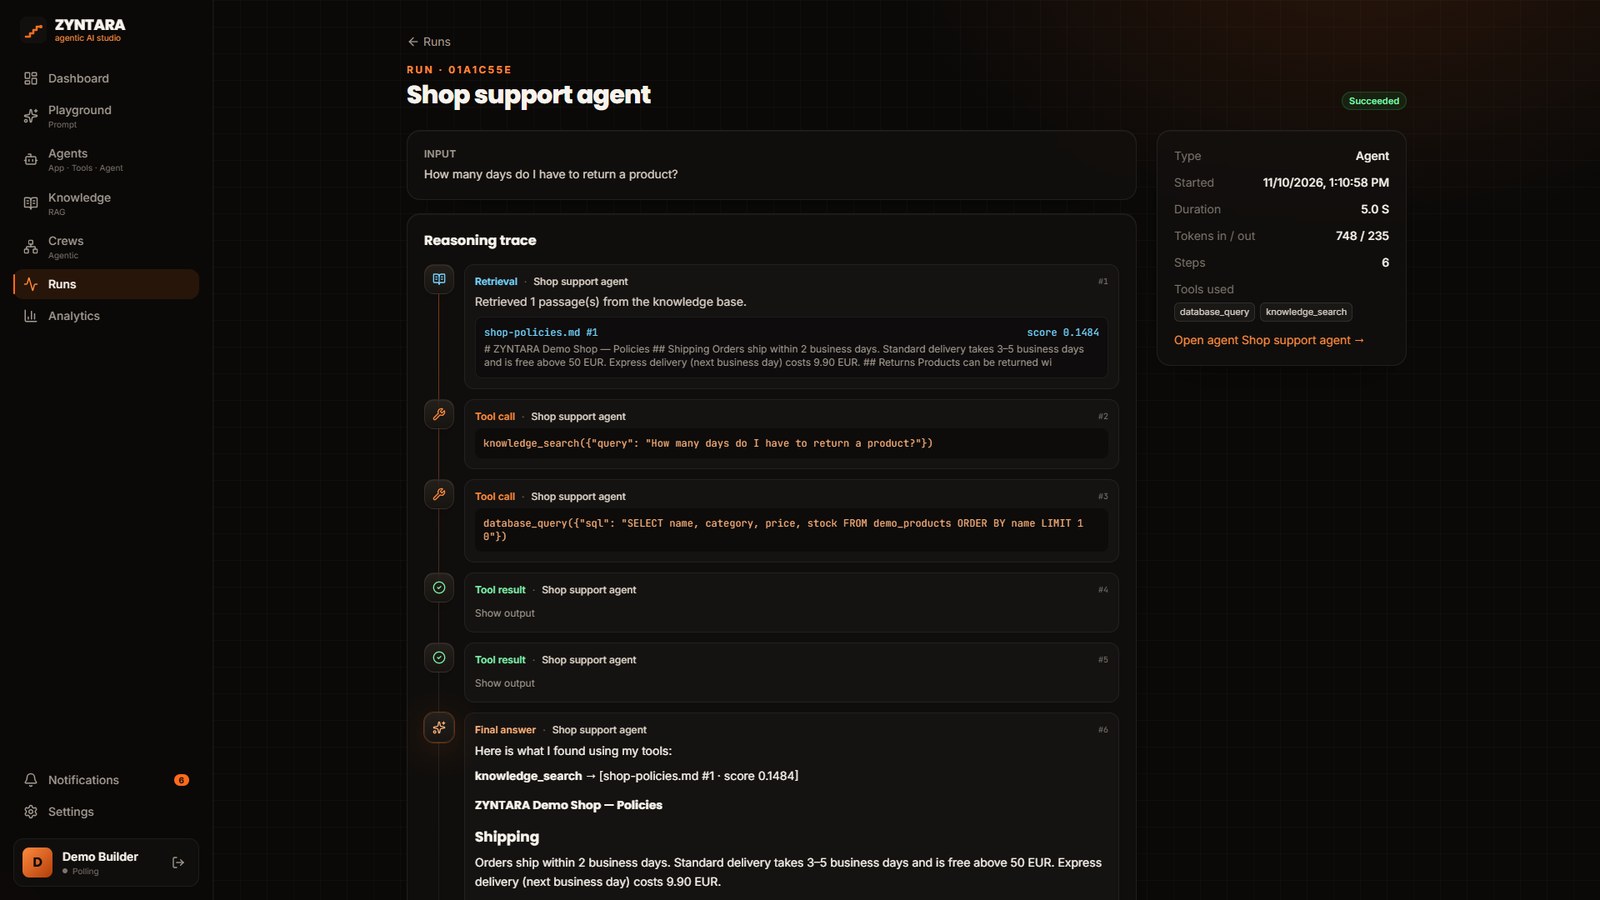 ZYNTARA
agentic AI studio
Dashboard
Playground
Prompt
Agents
App · Tools · Agent
Knowledge
RAG
Crews
Agentic
Runs
Analytics
Notifications
6
Settings
D
Demo Builder
Polling
← Runs
RUN · 01A1C55E
Shop support agent
Succeeded
INPUT
How many days do I have to return a product?
Reasoning trace
Retrieval · Shop support agent #1
Retrieved 1 passage(s) from the knowledge base.
shop-policies.md #1 score 0.1484
# ZYNTARA Demo Shop — Policies ## Shipping Orders ship within 2 business days. Standard delivery takes 3–5 business days
and is free above 50 EUR. Express delivery (next business day) costs 9.90 EUR. ## Returns Products can be returned wi
Tool call · Shop support agent #2
knowledge_search({"query": "How many days do I have to return a product?"})
Tool call · Shop support agent #3
database_query({"sql": "SELECT name, category, price, stock FROM demo_products ORDER BY name LIMIT 1
0"})
Tool result · Shop support agent #4
Show output
Tool result · Shop support agent #5
Show output
Final answer · Shop support agent #6
Here is what I found using my tools:
knowledge_search → [shop-policies.md #1 · score 0.1484]
ZYNTARA Demo Shop — Policies
Shipping
Orders ship within 2 business days. Standard delivery takes 3–5 business days and is free above 50 EUR. Express
delivery (next business day) costs 9.90 EUR.
Type Agent
Started 11/10/2026, 1:10:58 PM
Duration 5.0 S
Tokens in / out 748 / 235
Steps 6
Tools used
database_query knowledge_search
Open agent Shop support agent →